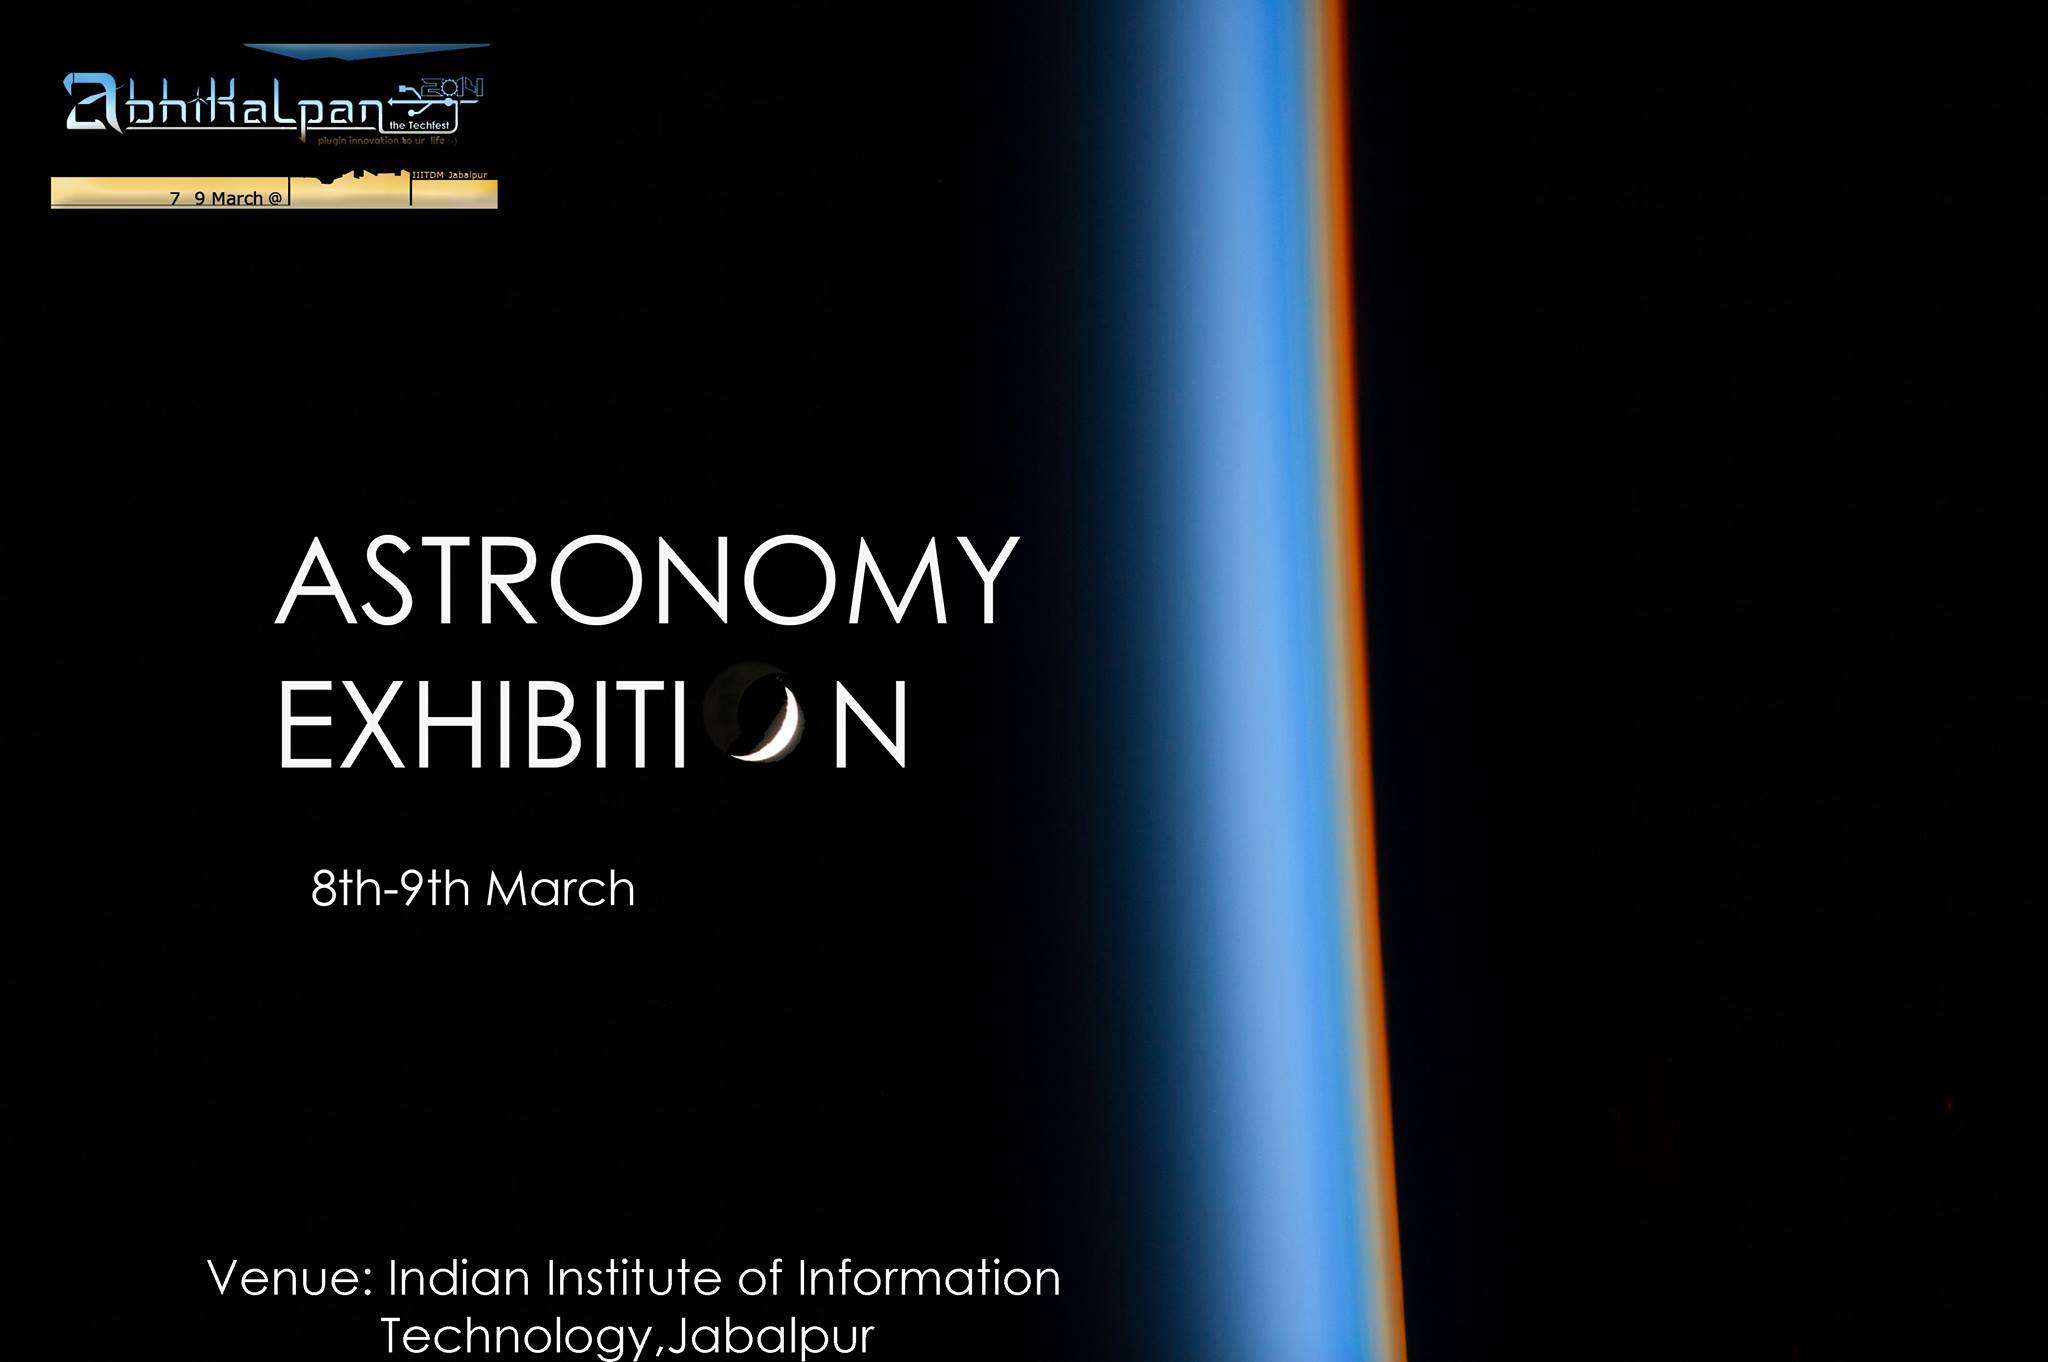 Abhikalpan 2014
the Techfest
plugin innovation to ur life :-)
IIITDM Jabalpur
7 9 March @
ASTRONOMY
EXHIBITI N
8th-9th March
Venue: Indian Institute of Information
Technology,Jabalpur